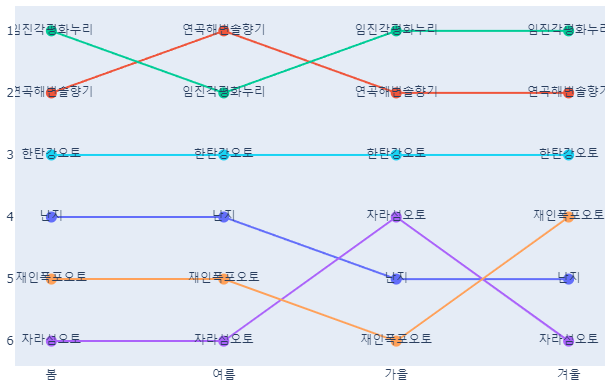 1 임진각평화누리 연곡해변솔향기 임진각평화누리 임진각평화누리
2 연곡해변솔향기 임진각평화누리 연곡해변솔향기 연곡해변솔향기
3 한탄강오토 한탄강오토 한탄강오토 한탄강오토
4 난지 난지 자라섬오토 재인폭포오토
5 재인폭포오토 재인폭포오토 난지 난지
6 자라섬오토 자라섬오토 재인폭포오토 자라섬오토
봄 여름 가을 겨울